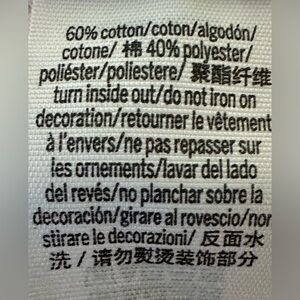 60% cotton/coton/algodón/
cotone/ 棉 40% polyester/
poliéster/poliestere/ 聚酯纤维
turn inside out/do not iron on
decoration/retourner le vêtement
à l'envers/ne pas repasser sur
les ornements/lavar del lado
del revés/no planchar sobre la
decoración/girare al rovescio/non
stirare le decorazioni/ 反面水
洗 / 请勿熨烫装饰部分